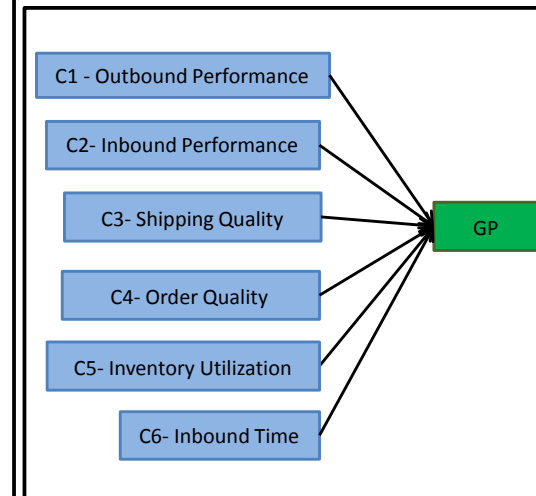 C1 - Outbound Performance
C2- Inbound Performance
C3- Shipping Quality
GP
C4- Order Quality
C5- Inventory Utilization
C6- Inbound Time